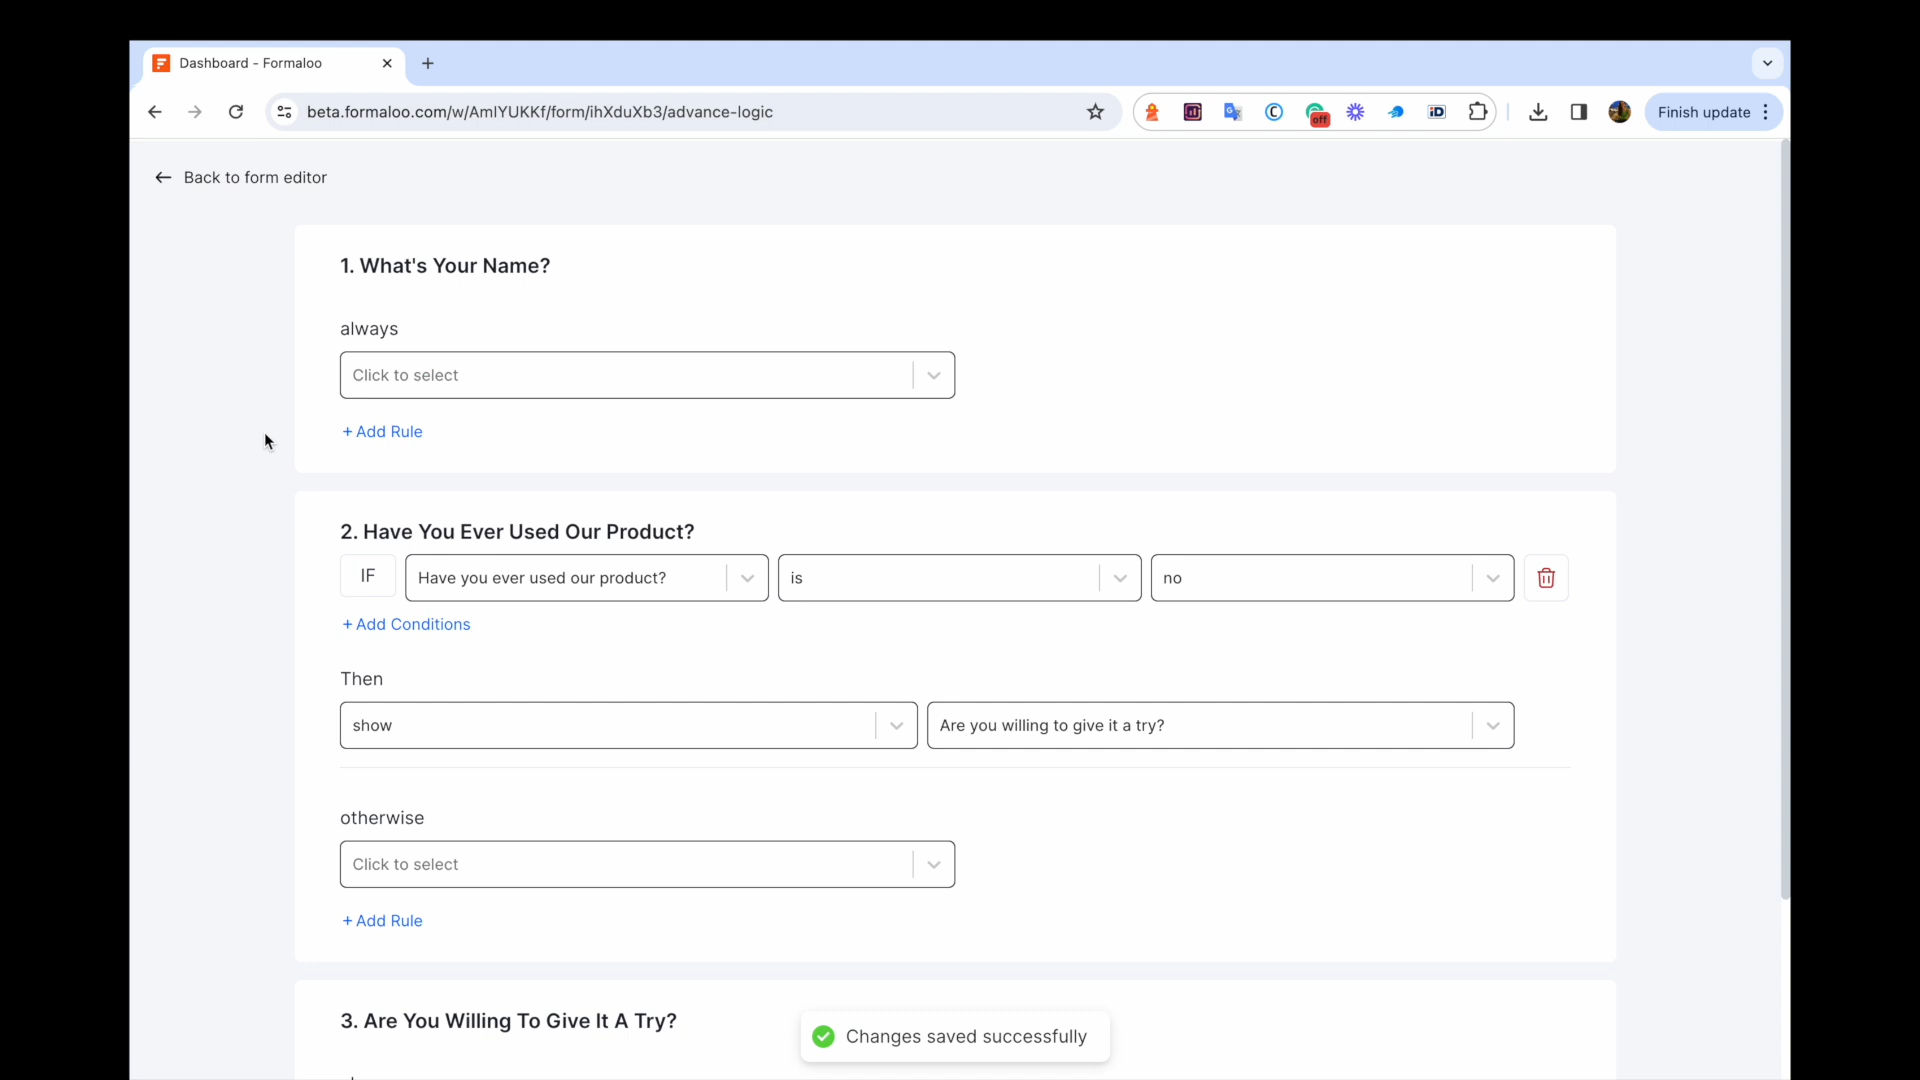 Dashboard - Formaloo
beta.formaloo.com/w/AmIYUKKf/form/ihXduXb3/advance-logic
off
iD
Finish update
Back to form editor
1. What's Your Name?
always
Click to select
+ Add Rule
2. Have You Ever Used Our Product?
IF
Have you ever used our product?
is
no
+ Add Conditions
Then
show
Are you willing to give it a try?
otherwise
Click to select
+ Add Rule
3. Are You Willing To Give It A Try?
Changes saved successfully